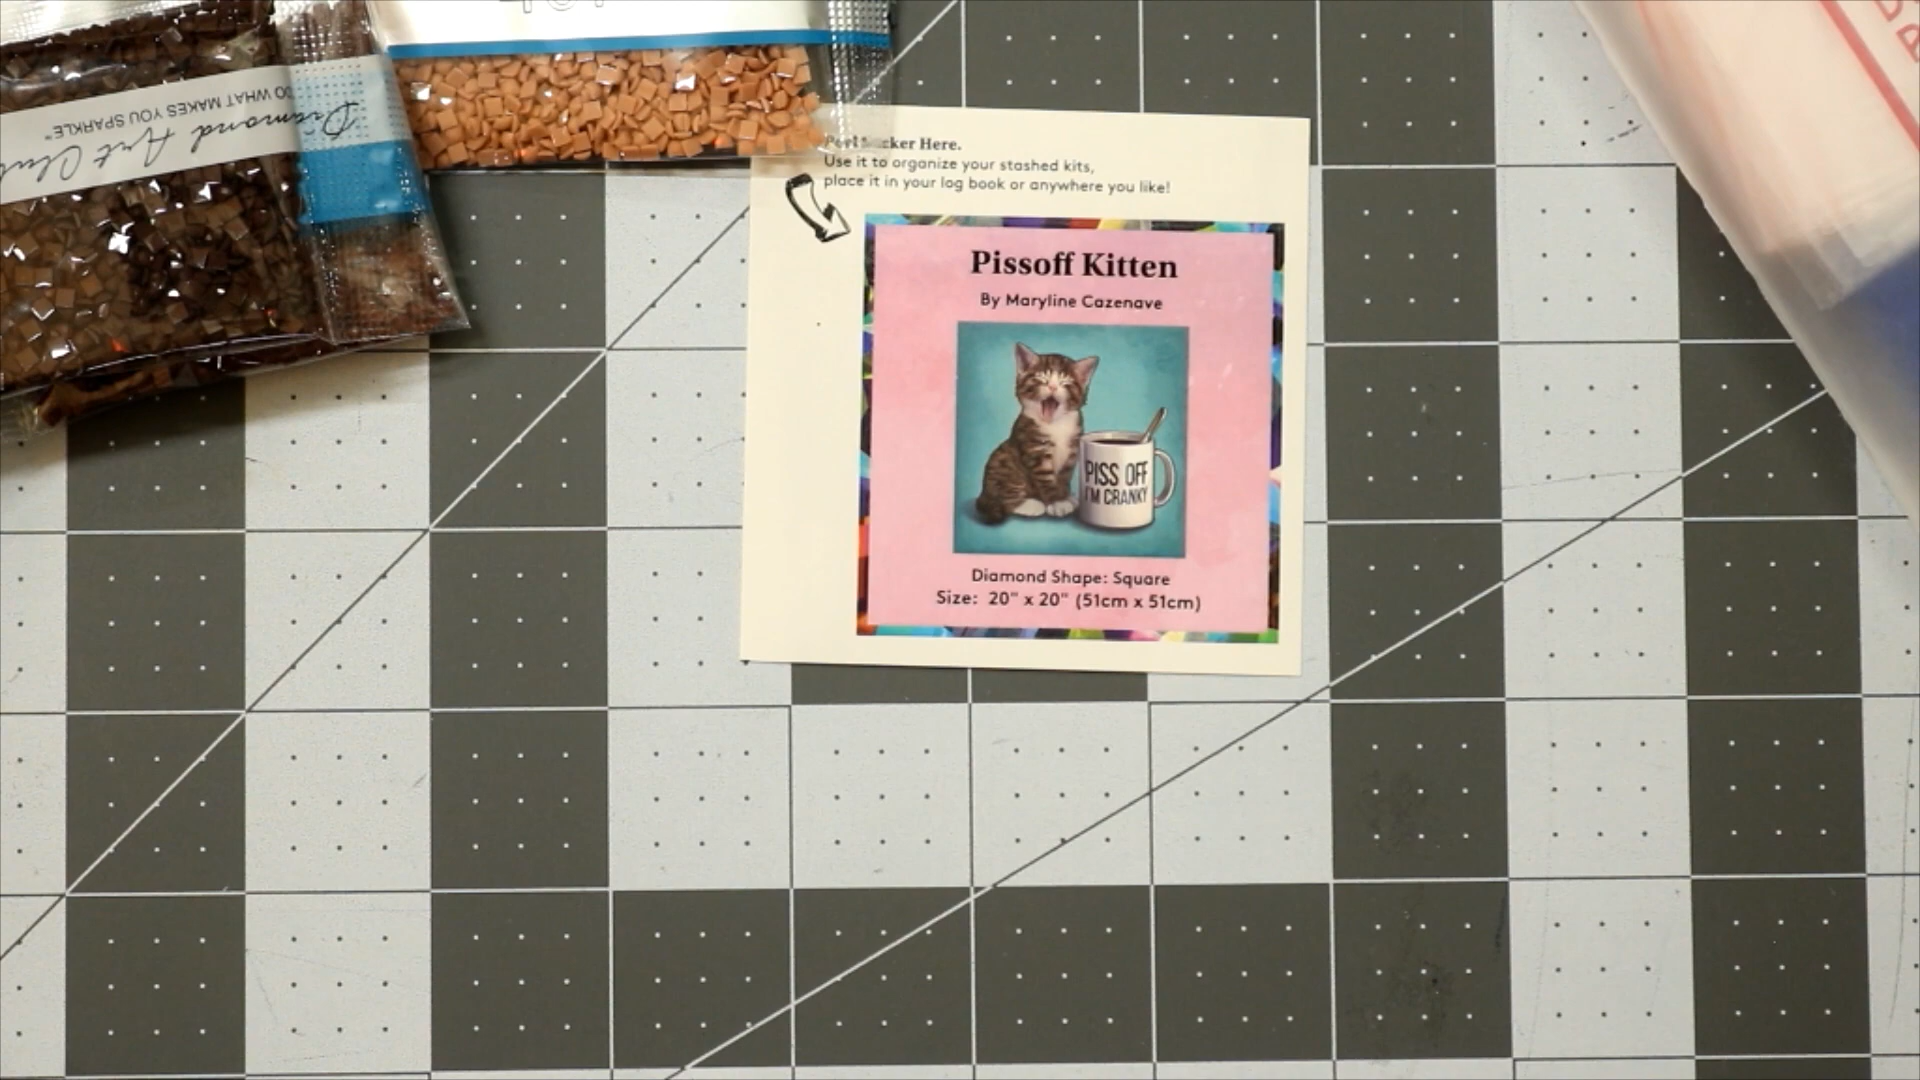 DO WHAT MAKES YOU SPARKLE™
Diamond Art Club
Peel Sticker Here.
Use it to organize your stashed kits,
place it in your log book or anywhere you like!
Pissoff Kitten
By Maryline Cazenave
PISS OFF
I'M CRANKY
Diamond Shape: Square
Size: 20" x 20" (51cm x 51cm)